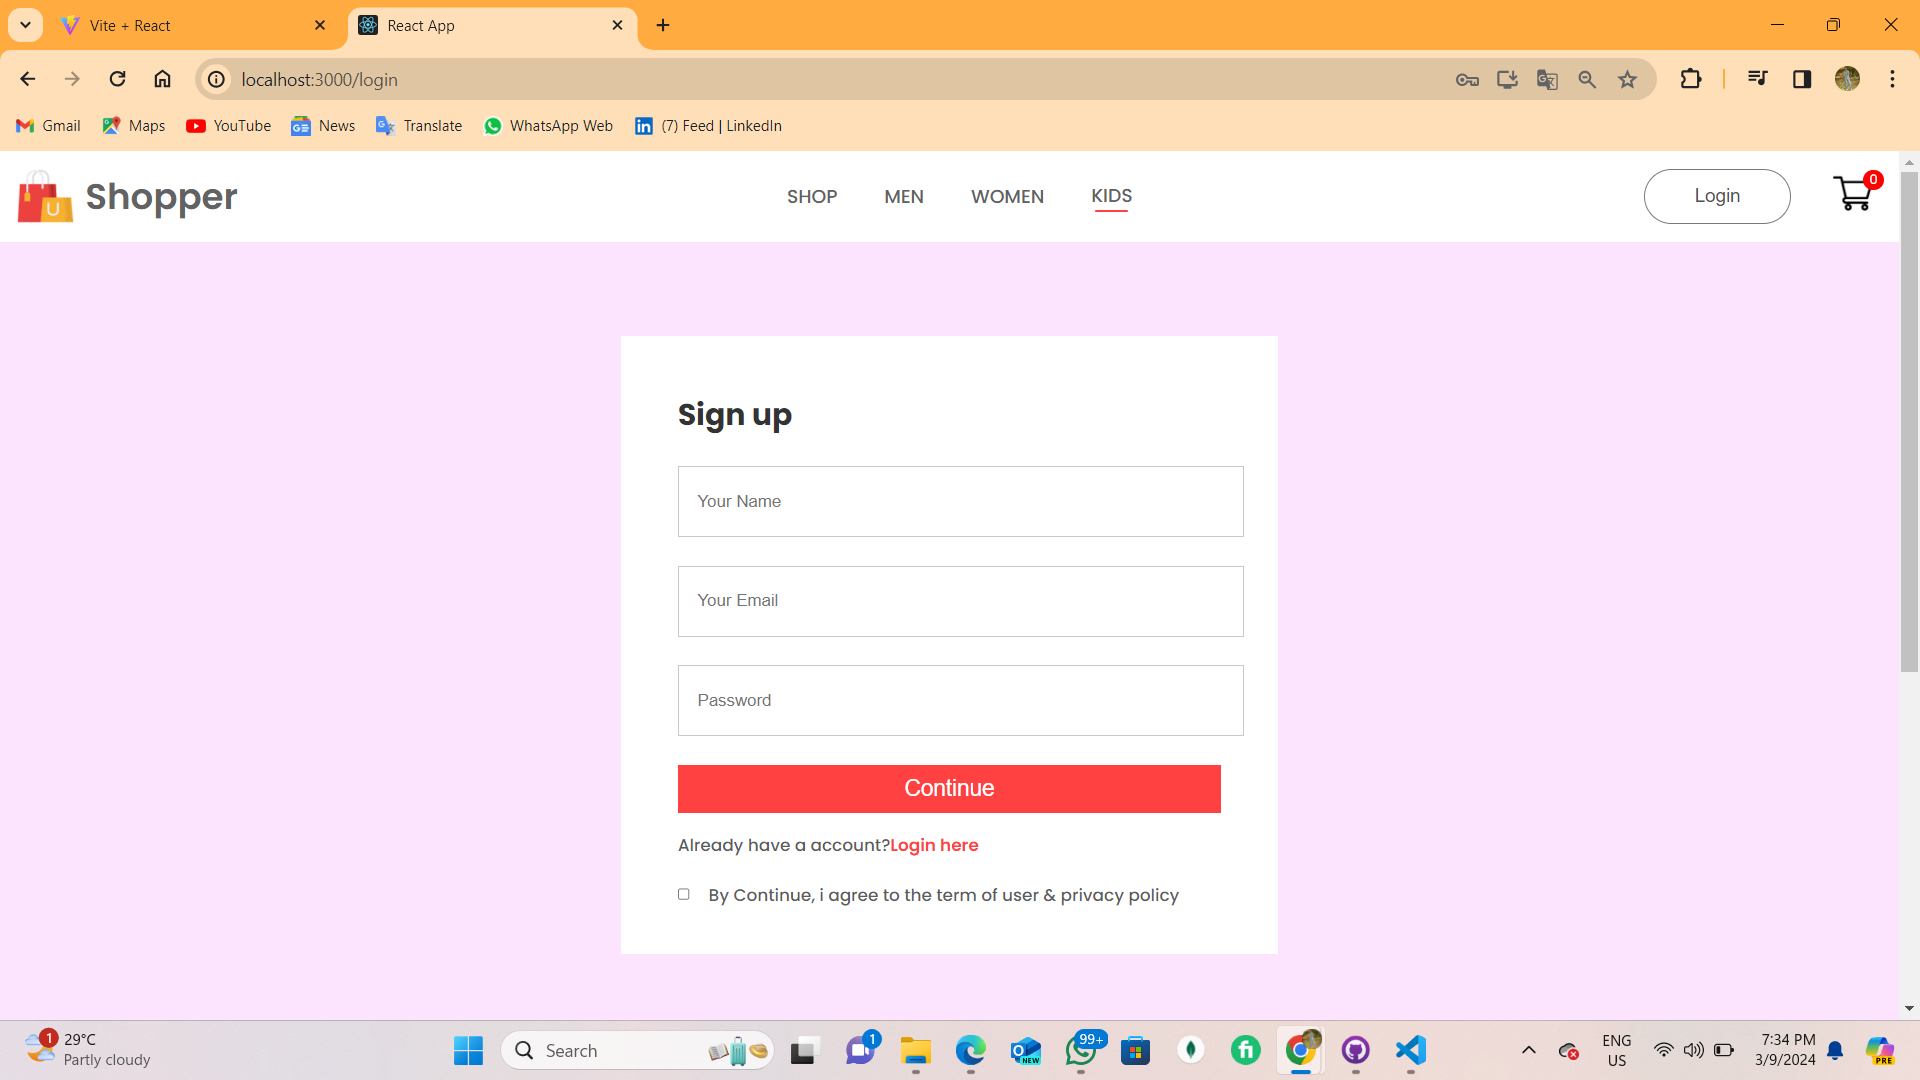 Vite + React
React App
localhost:3000/login
Gmail
Maps
YouTube
News
Translate
WhatsApp Web
(7) Feed | LinkedIn
Shopper
SHOP
MEN
WOMEN
KIDS
Login
0
Sign up
Your Name
Your Email
Password
Continue
Already have a account?Login here
By Continue, i agree to the term of user & privacy policy
1
29°C
Partly cloudy
Search
1
NEW
99+
ENG
US
7:34 PM
3/9/2024
PRE